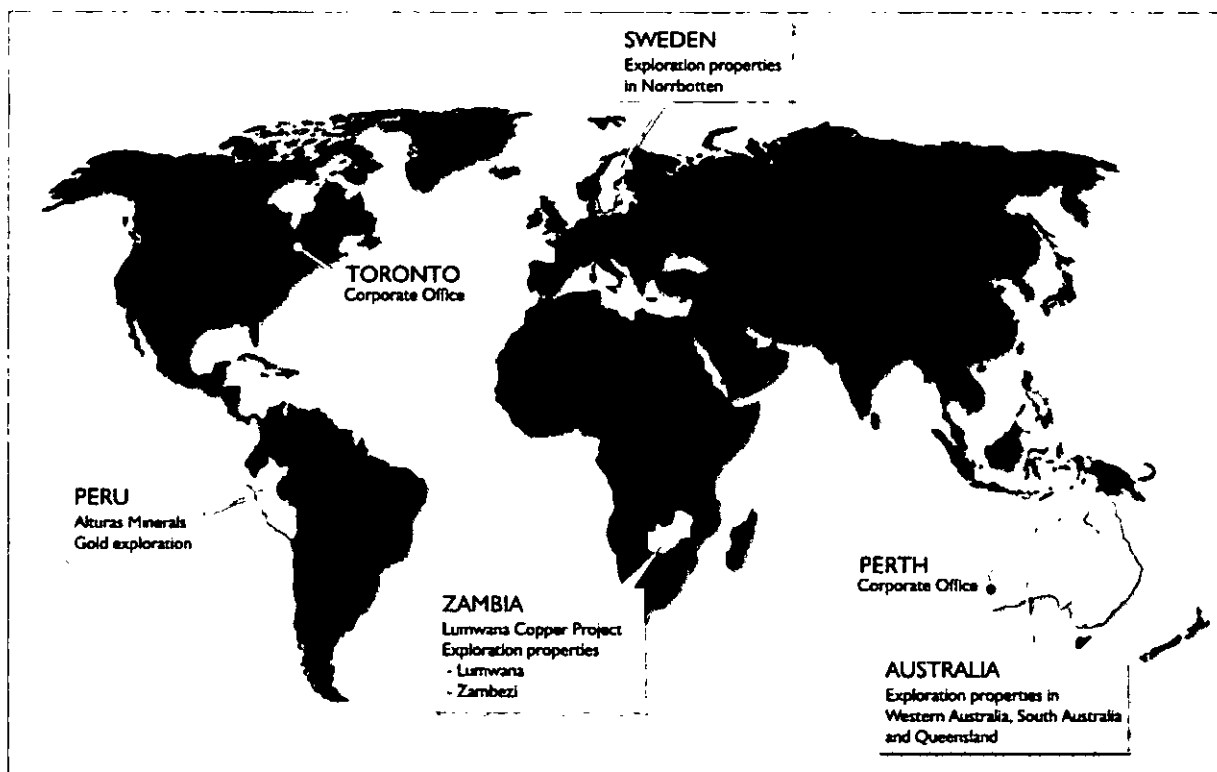 SWEDEN
Exploration properties
in Norrbotten
TORONTO
Corporate Office
PERU
Alturas Minerals
Gold exploration
ZAMBIA
Lumwana Copper Project
Exploration properties
- Lumwana
- Zambezi
PERTH
Corporate Office
AUSTRALIA
Exploration properties in
Western Australia, South Australia
and Queensland